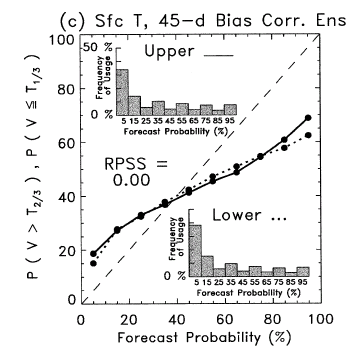 (c) Sfc T, 45-d Bias Corr. Ens
P ( V > T2/3 ) , P ( V ≤ T1/3 )
100
80
60
40
20
0
50 %
0 %
Frequency
of Usage
Upper ___
5 15 25 35 45 55 65 75 85 95
Forecast Probability (%)
RPSS =
0.00
50 %
0 %
Frequency
of Usage
Lower ...
5 15 25 35 45 55 65 75 85 95
Forecast Probability (%)
0 20 40 60 80 100
Forecast Probability (%)